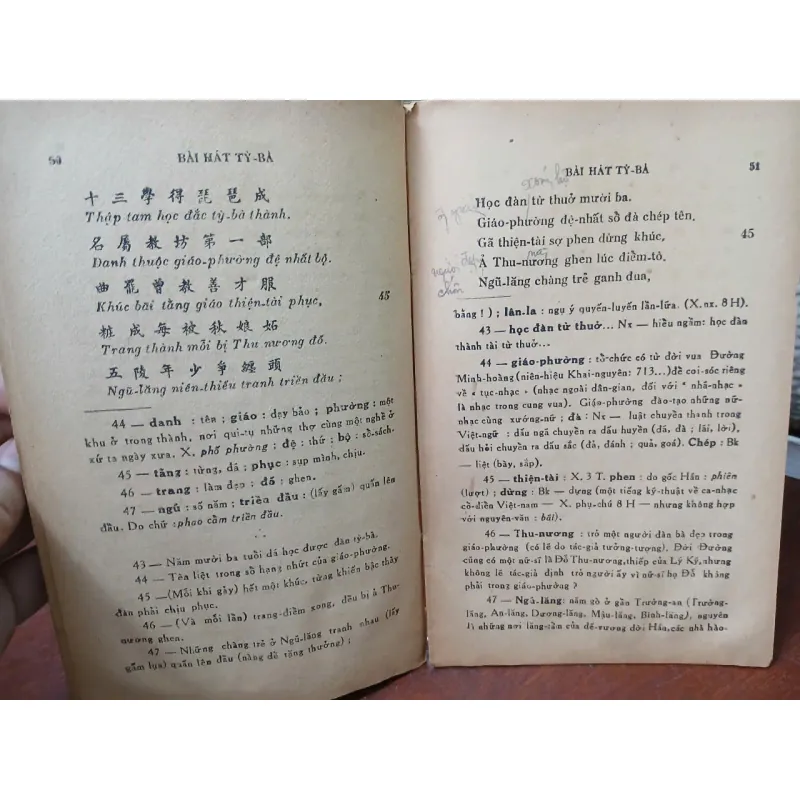 50
BÀI HÁT TỲ-BÀ
十三學得琵琶成
Thập tam học đắc tỳ-bà thành.
名屬教坊第一部
Danh thuộc giáo-phường đệ nhất bộ.
曲罷曾教善才服
Khúc bãi tằng giáo thiện-tài phục,
45
粧成每被秋娘妬
Trang thành mỗi bị Thu nương đố.
五陵年少爭纏頭
Ngũ-lăng niên-thiếu tranh triền đầu ;
44 — danh : tên ; giáo : dạy bảo ; phường : một
khu ở trong thành, nơi qui-tụ những thợ cùng một nghề ở
xứ ta ngày xưa. X. phố phường ; đệ : thứ ; bộ : sổ-sách.
45 — tằng : từng, đã ; phục : sụp mình, chịu.
46 — trang : làm đẹp ; đố : ghen.
47 — ngũ : số năm ; triền đầu : (lấy gấm) quấn lên
đầu. Do chữ : phao cẩm triền đầu.
43 — Năm mười ba tuổi đã học được đàn tỳ-bà.
44 — Tên liệt trong sổ hạng nhứt của giáo-phường.
45 —(Mỗi khi gảy) hết một khúc, từng khiến bậc thầy
đàn phải chịu phục.
46 — (Và mỗi lần) trang-điểm xong, đều bị ả Thu-
nương ghen.
47 — Những chàng trẻ ở Ngũ-lăng tranh nhau (lấy
gấm lụa) quấn lên đầu (nàng để tặng thưởng) ;
BÀI HÁT TỲ-BÀ
51
Học đàn từ thuở mười ba.
Giáo-phường đệ-nhất sổ đà chép tên.
Gã thiện-tài sợ phen dừng khúc,
45
Ả Thu-nương ghen lúc điểm-tô.
người đẹp
Ngũ-lăng chàng trẻ ganh đua,
bằng ! ) ; lân-la : ngụ ý quyến-luyến lần-lữa. (X. nx. 8 H).
43 — học đàn từ thuở... Nx — hiểu ngầm: học đàn
thành tài từ thuở...
44 — giáo-phường : tổ-chức có từ đời vua Đường
Minh-hoàng (niên-hiệu Khai-nguyên: 713...) để coi-sóc riêng
về " tục-nhạc " (nhạc ngoài dân-gian, đối với " nhã-nhạc "
là nhạc trong cung vua). Giáo-phường đào-tạo những nữ-
nhạc cùng xướng-nữ ; đà : Nx — luật chuyển thanh trong
Việt-ngữ : dấu ngã chuyển ra dấu huyền (đã, đà ; lãi, lời),
dấu hỏi chuyển ra dấu sắc (đả, đánh ; quả, goá). Chép : Bk
— liệt (bày, sắp).
45 — thiện-tài : X. 3 T. phen : do gốc Hán : phiên
(lượt) ; dừng : Bk — dựng (một tiếng kỹ-thuật về ca-nhạc
cổ-điển Việt-nam — X. phụ-chú 8 H — nhưng không hợp
với nguyên-văn : bãi).
46 — Thu-nương : trỏ một người đàn bà đẹp trong
giáo-phường (có lẽ do tác-giả tưởng-tượng). Đời Đường
cũng có một nữ-sĩ là Đỗ Thu-nương,thiếp của Lý Kỳ,nhưng
không lẽ tác-giả định trỏ người ấy vì nữ-sĩ họ Đỗ không
phải trong giáo-phường ?
47 — Ngũ-lăng: năm gò ở gần Trường-an (Trường-
lăng, An-lăng, Dương-lăng, Mậu-lăng, Bình-lăng), nguyên
là những nơi lăng-tẩm của đế-vương đời Hán,các nhà hào-